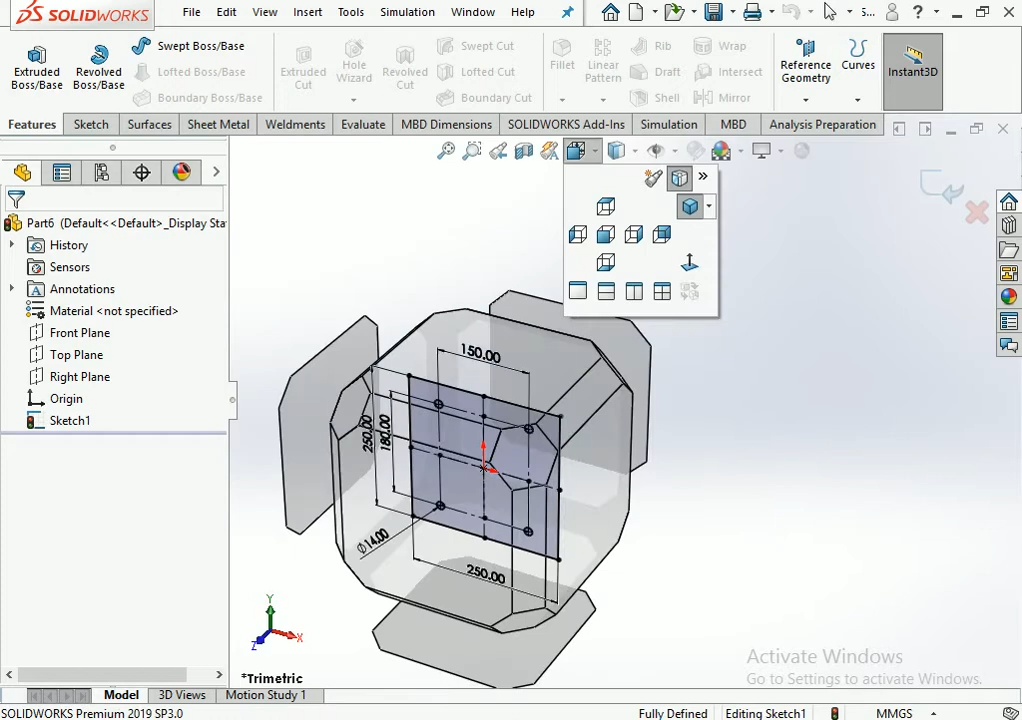 SOLIDWORKS
File Edit View Insert Tools Simulation Window Help S...
Extruded Boss/Base
Revolved Boss/Base
Swept Boss/Base
Lofted Boss/Base
Boundary Boss/Base
Extruded Cut
Hole Wizard
Revolved Cut
Swept Cut
Lofted Cut
Boundary Cut
Fillet
Linear Pattern
Rib
Draft
Shell
Wrap
Intersect
Mirror
Reference Geometry
Curves
Instant3D
Features Sketch Surfaces Sheet Metal Weldments Evaluate MBD Dimensions SOLIDWORKS Add-Ins Simulation MBD Analysis Preparation
Part6 (Default<<Default>_Display Sta
History
Sensors
Annotations
Material <not specified>
Front Plane
Top Plane
Right Plane
Origin
Sketch1
150.00
250.00
180.00
Ø14.00
250.00
Y
X
Z
*Trimetric
Activate Windows
Go to Settings to activate Windows.
Model 3D Views Motion Study 1
SOLIDWORKS Premium 2019 SP3.0 Fully Defined Editing Sketch1 MMGS